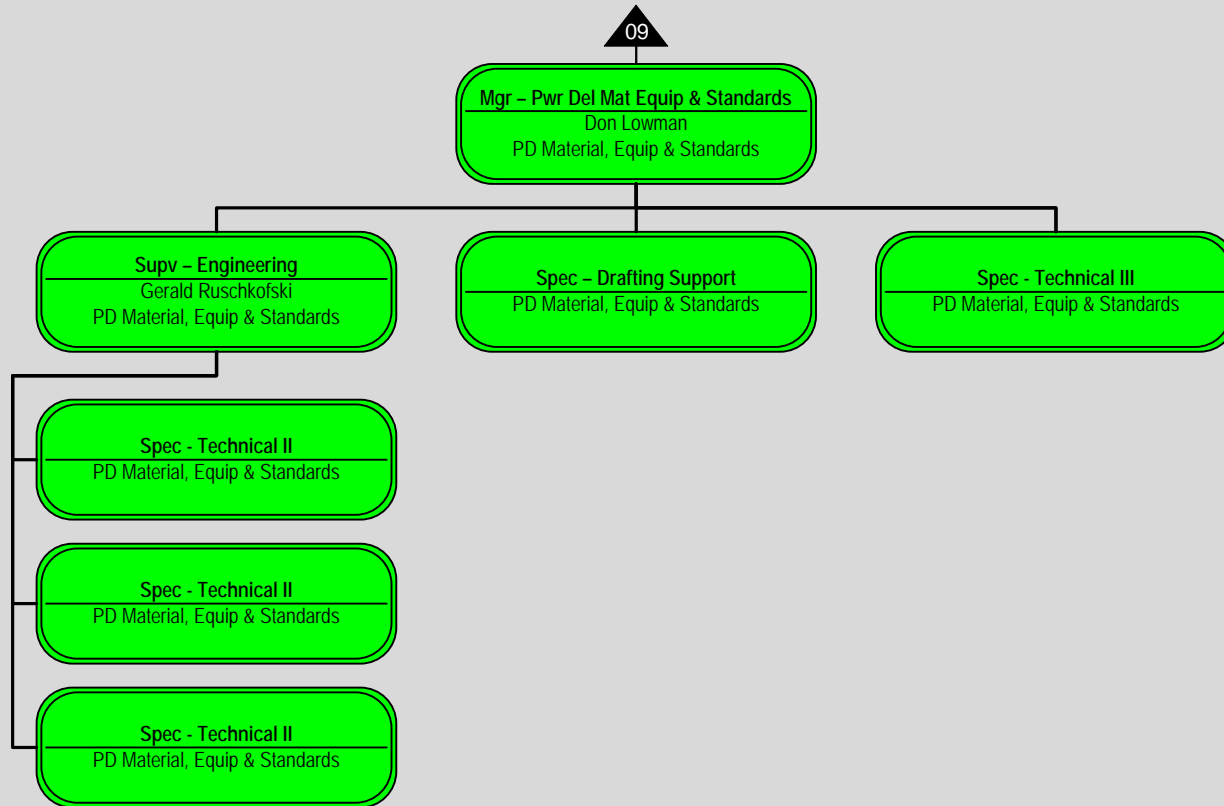 09
Mgr – Pwr Del Mat Equip & Standards
Don Lowman
PD Material, Equip & Standards
Supv – Engineering
Gerald Ruschkofski
PD Material, Equip & Standards
Spec – Drafting Support
PD Material, Equip & Standards
Spec - Technical III
PD Material, Equip & Standards
Spec - Technical II
PD Material, Equip & Standards
Spec - Technical II
PD Material, Equip & Standards
Spec - Technical II
PD Material, Equip & Standards